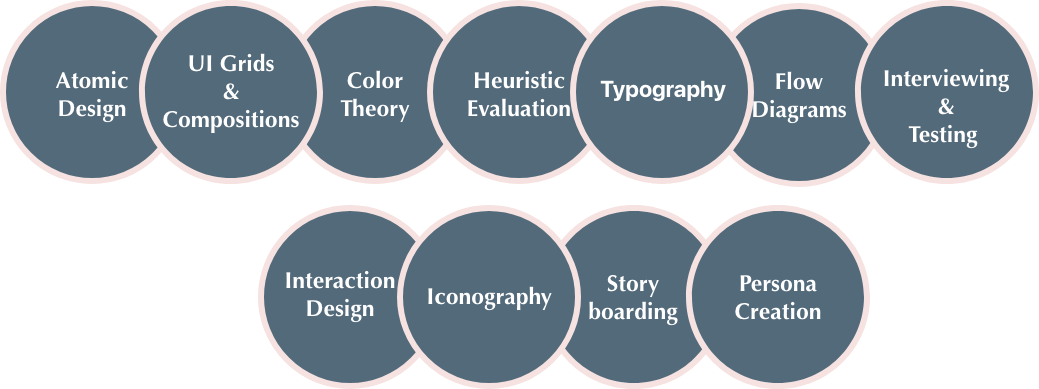 Atomic
Design
UI Grids
&
Compositions
Color
Theory
Heuristic
Evaluation
Typography
Flow
Diagrams
Interviewing
&
Testing
Interaction
Design
Iconography
Story
boarding
Persona
Creation